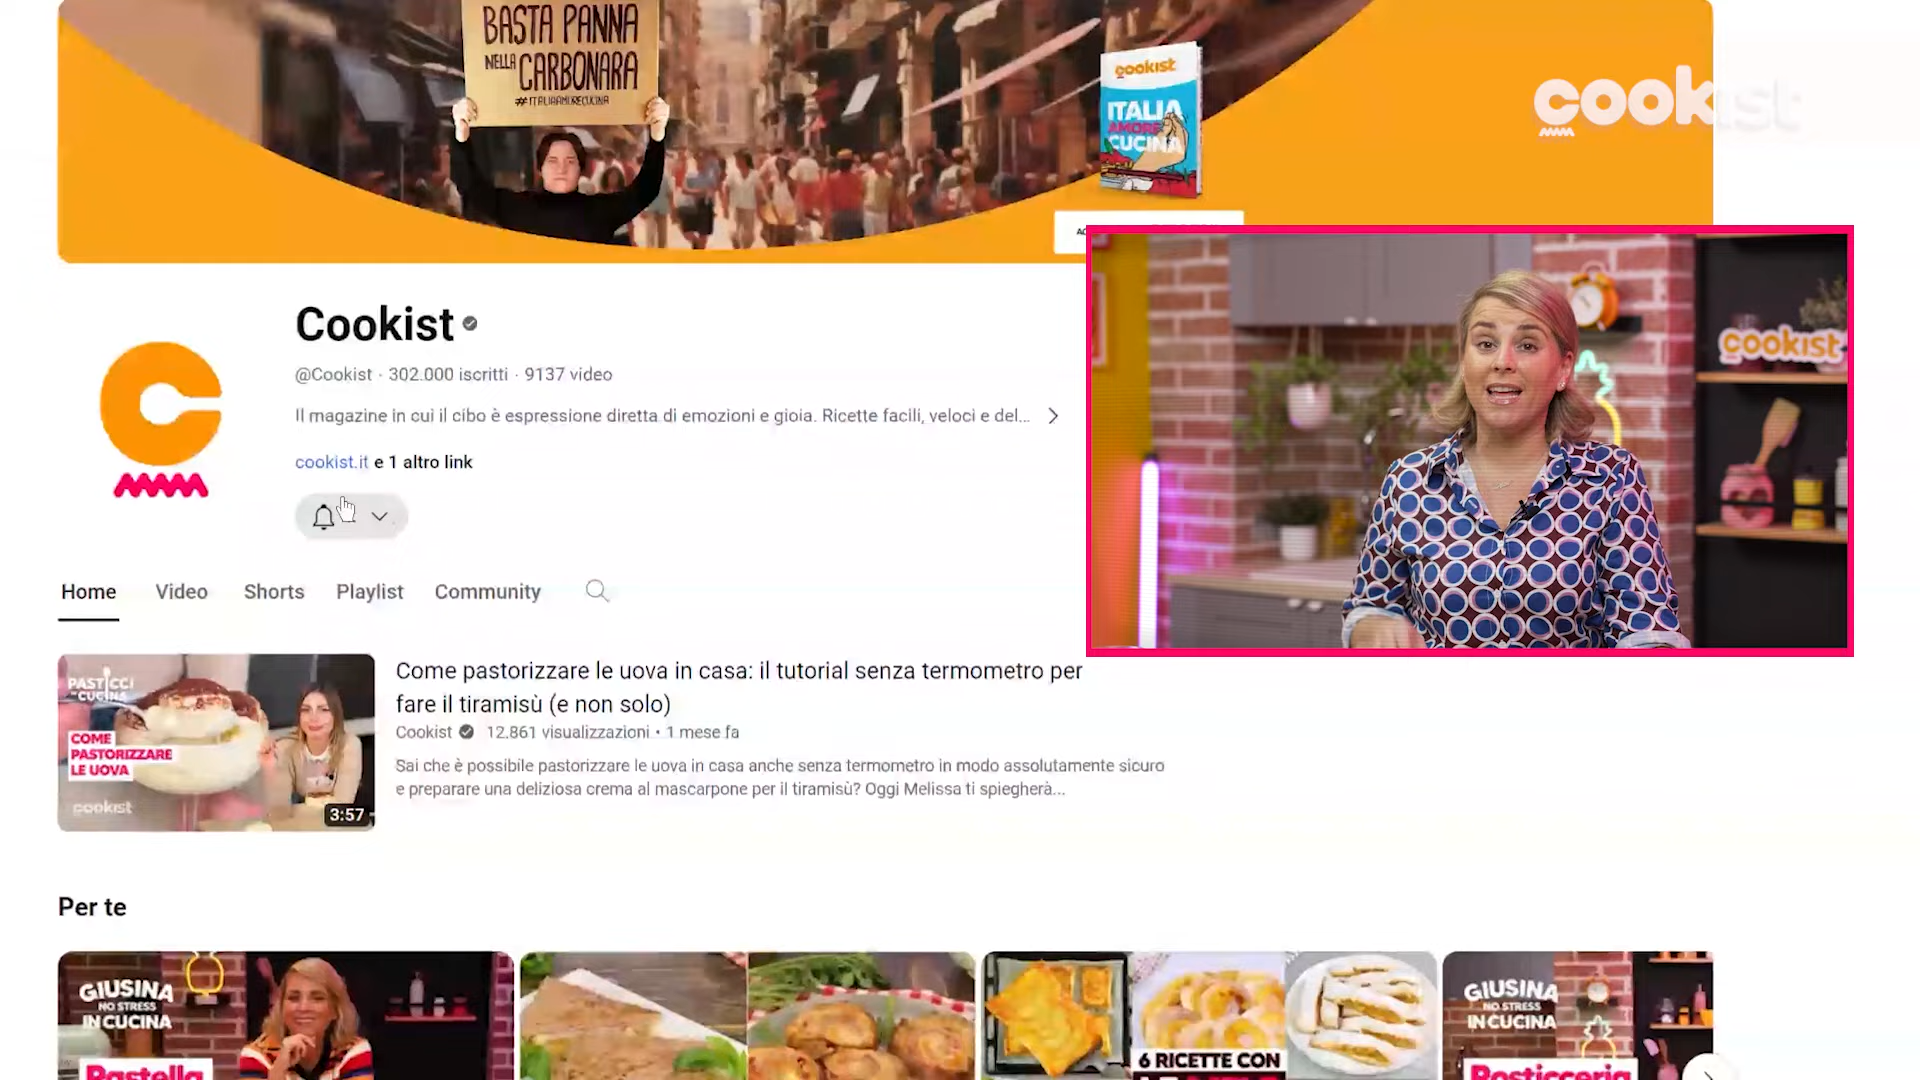 BASTA PANNA
NELLA CARBONARA
#ITALIAAMORECUCINA
cookist
ITALIA
AMORE
CUCINA
cookist
cookist
Cookist
@Cookist · 302.000 iscritti · 9137 video
Il magazine in cui il cibo è espressione diretta di emozioni e gioia. Ricette facili, veloci e del...
cookist.it e 1 altro link
Home Video Shorts Playlist Community
PASTICCI
IN CUCINA
COME
PASTORIZZARE
LE UOVA
cookist
3:57
Come pastorizzare le uova in casa: il tutorial senza termometro per
fare il tiramisù (e non solo)
Cookist 12.861 visualizzazioni • 1 mese fa
Sai che è possibile pastorizzare le uova in casa anche senza termometro in modo assolutamente sicuro
e preparare una deliziosa crema al mascarpone per il tiramisù? Oggi Melissa ti spiegherà...
Per te
GIUSINA
NO STRESS
IN CUCINA
Pastella
6 RICETTE CON
GIUSINA
NO STRESS
IN CUCINA
Rosticceria